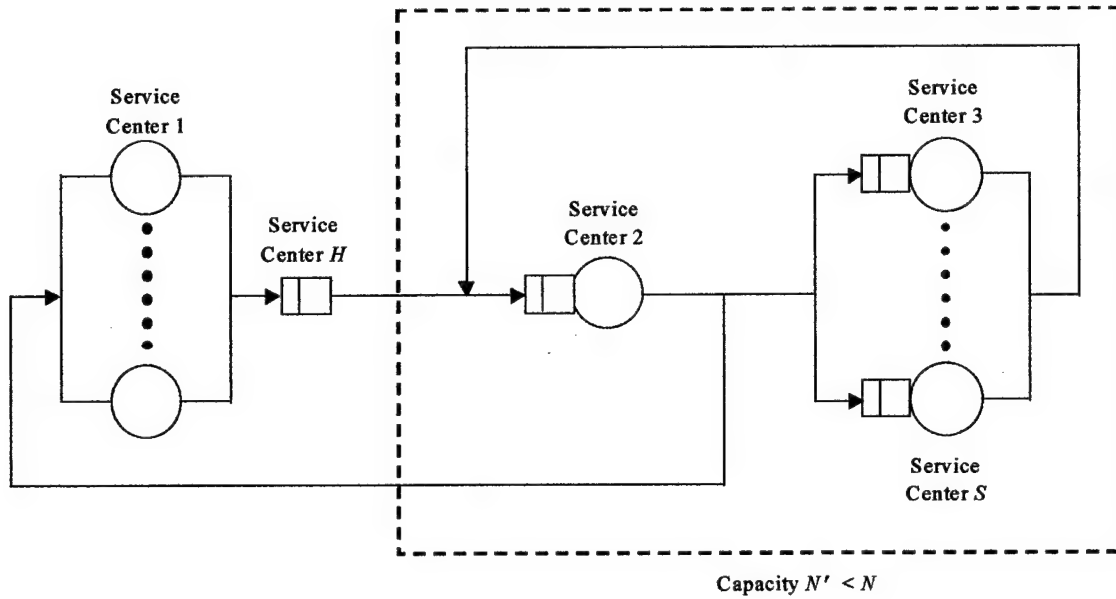 Service
Center 1
Service
Center H
Service
Center 2
Service
Center 3
Service
Center S
Capacity N′ < N